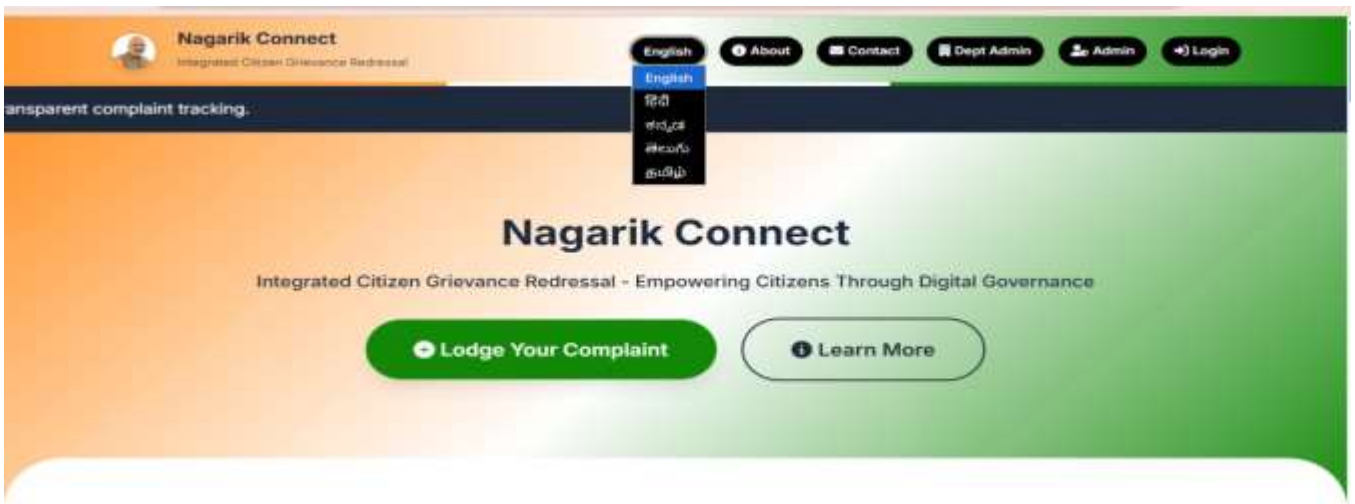 Nagarik Connect
Integrated Citizen Grievance Redressal
English About Contact Dept Admin Admin Login
English
हिंदी
ಕನ್ನಡ
తెలుగు
தமிழ்
ansparent complaint tracking.
Nagarik Connect
Integrated Citizen Grievance Redressal - Empowering Citizens Through Digital Governance
Lodge Your Complaint Learn More